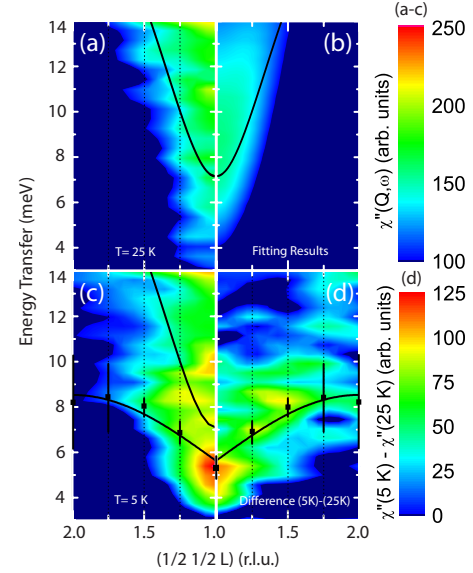 (a-c)
(a)
(b)
14
12
10
8
6
4
T= 25 K
Fitting Results
250
200
150
100
χ"(Q,ω) (arb. units)
Energy Transfer (meV)
(d)
(c)
(d)
14
12
10
8
6
4
T= 5 K
Difference (5K)-(25K)
125
100
75
50
25
0
χ"(5 K) - χ"(25 K) (arb. units)
2.0
1.5
1.0
1.5
2.0
(1/2 1/2 L) (r.l.u.)